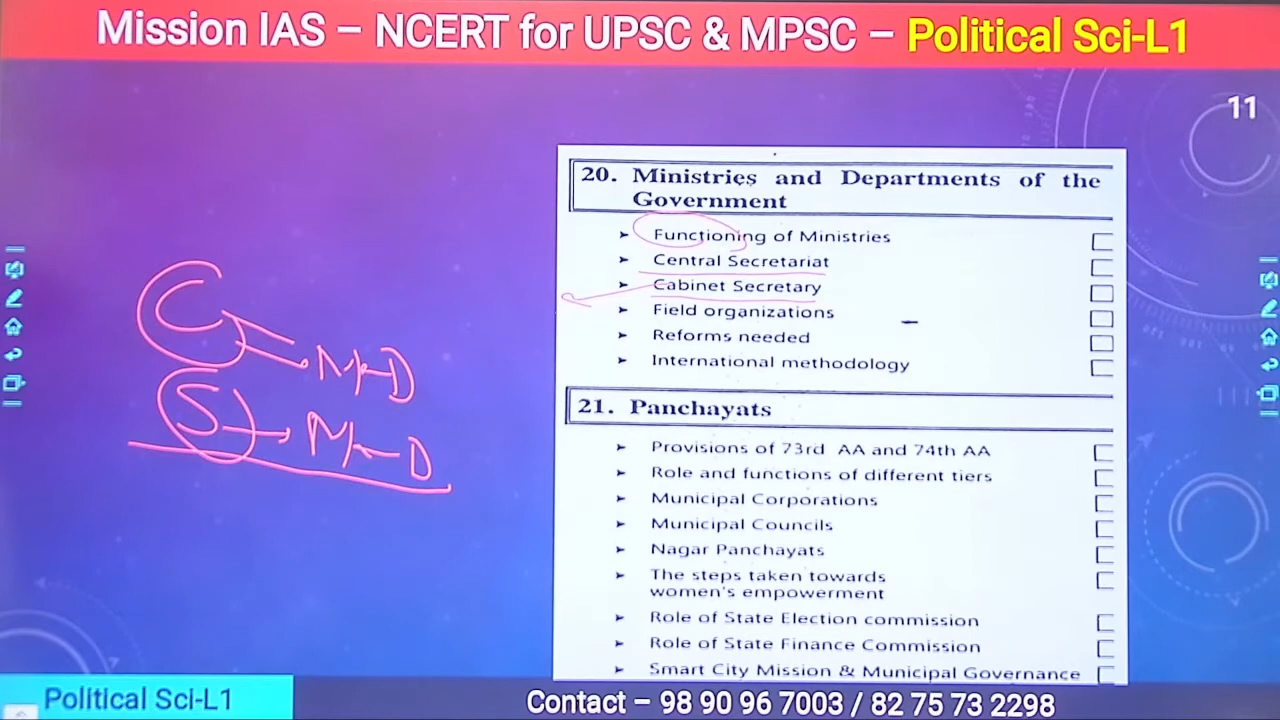 Mission IAS – NCERT for UPSC & MPSC – Political Sci-L1
11
20. Ministries and Departments of the
Government
➤ Functioning of Ministries
➤ Central Secretariat
➤ Cabinet Secretary
➤ Field organizations
➤ Reforms needed
➤ International methodology
21. Panchayats
➤ Provisions of 73rd AA and 74th AA
➤ Role and functions of different tiers
➤ Municipal Corporations
➤ Municipal Councils
➤ Nagar Panchayats
➤ The steps taken towards
women's empowerment
➤ Role of State Election commission
➤ Role of State Finance Commission
➤ Smart City Mission & Municipal Governance
C → M → D
S → M → D
Political Sci-L1
Contact – 98 90 96 7003 / 82 75 73 2298